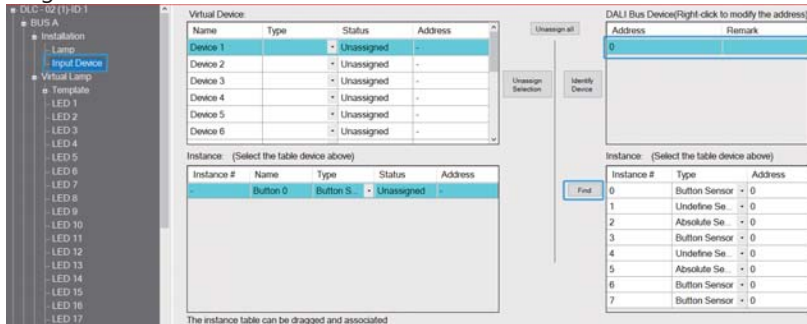 DLC - 02 (1)-ID:1
BUS A
Installation
Lamp
Input Device
Virtual Lamp
Template
LED 1
LED 2
LED 3
LED 4
LED 5
LED 6
LED 7
LED 8
LED 9
LED 10
LED 11
LED 12
LED 13
LED 14
LED 15
LED 16
LED 17
Virtual Device:
Name Type Status Address
Device 1 Unassigned -
Device 2 Unassigned -
Device 3 Unassigned -
Device 4 Unassigned -
Device 5 Unassigned -
Device 6 Unassigned -
Instance: (Select the table device above)
Instance # Name Type Status Address
- Button 0 Button S... Unassigned -
The instance table can be dragged and associated
Unassign all
Unassign Selection
Identify Device
Find
DALI Bus Device(Right-click to modify the address)
Address Remark
0
Instance: (Select the table device above)
Instance # Type Address
0 Button Sensor 0
1 Undefine Se... 0
2 Absolute Se... 0
3 Button Sensor 0
4 Undefine Se... 0
5 Absolute Se... 0
6 Button Sensor 0
7 Button Sensor 0